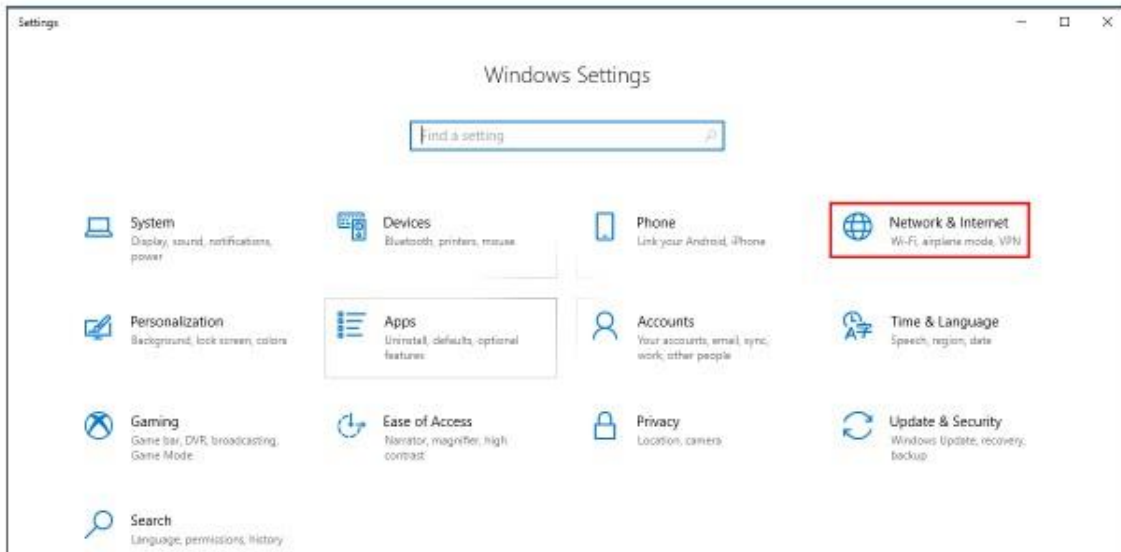 Settings
Windows Settings
Find a setting
System
Display, sound, notifications,
power
Devices
Bluetooth, printers, mouse
Phone
Link your Android, iPhone
Network & Internet
Wi-Fi, airplane mode, VPN
Personalization
Background, lock screen, colors
Apps
Uninstall, defaults, optional
features
Accounts
Your accounts, email, sync,
work, other people
Time & Language
Speech, region, date
Gaming
Game bar, DVR, broadcasting,
Game Mode
Ease of Access
Narrator, magnifier, high
contrast
Privacy
Location, camera
Update & Security
Windows Update, recovery,
backup
Search
Language, permissions, history